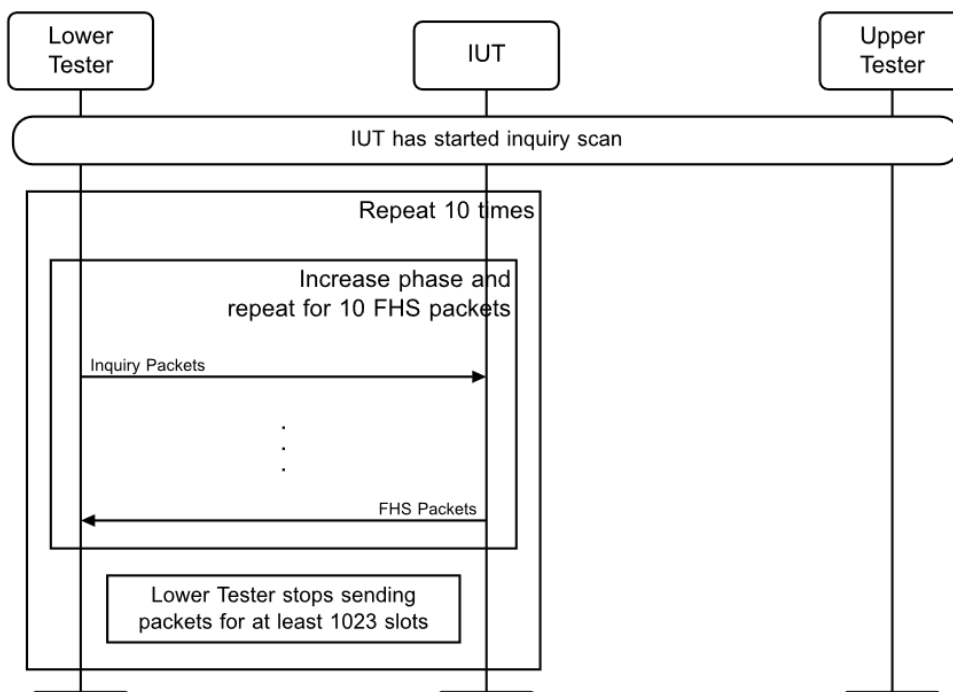 Lower
Tester
IUT
Upper
Tester
IUT has started inquiry scan
Repeat 10 times
Increase phase and
repeat for 10 FHS packets
Inquiry Packets
.
.
.
FHS Packets
Lower Tester stops sending
packets for at least 1023 slots